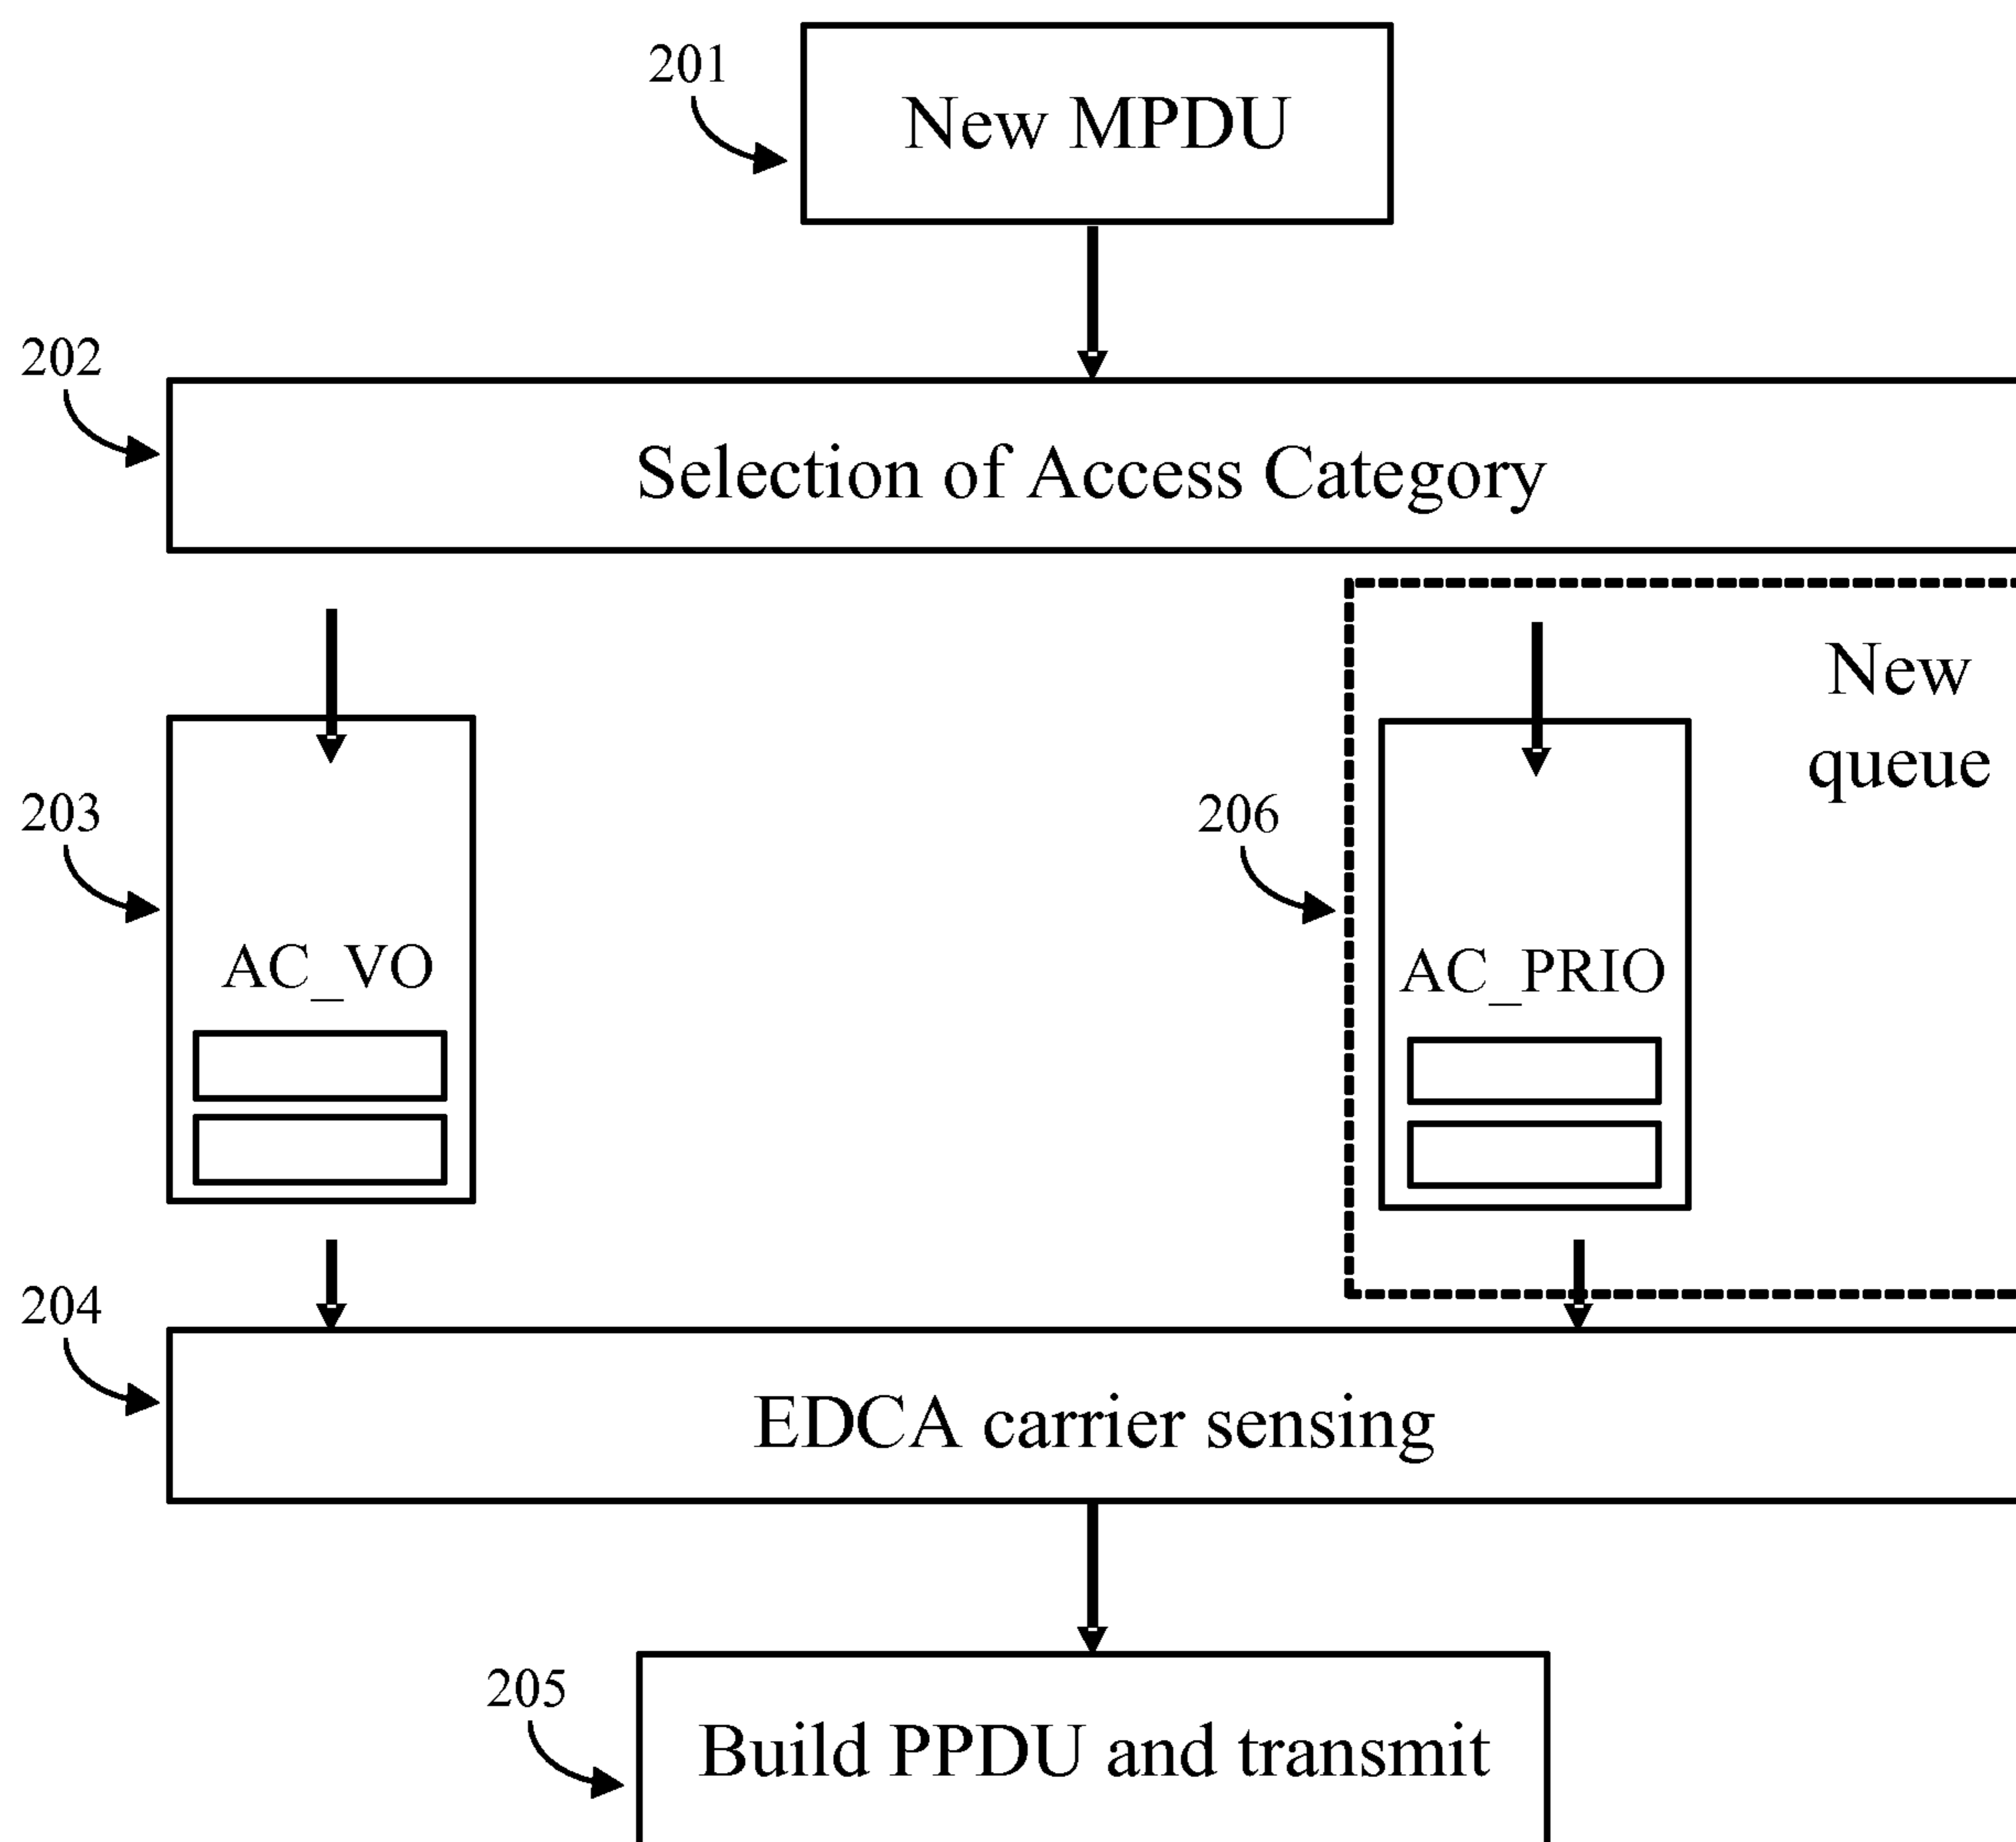 201
New MPDU
202
Selection of Access Category
New
queue
203
AC_VO
206
AC_PRIO
204
EDCA carrier sensing
205
Build PPDU and transmit